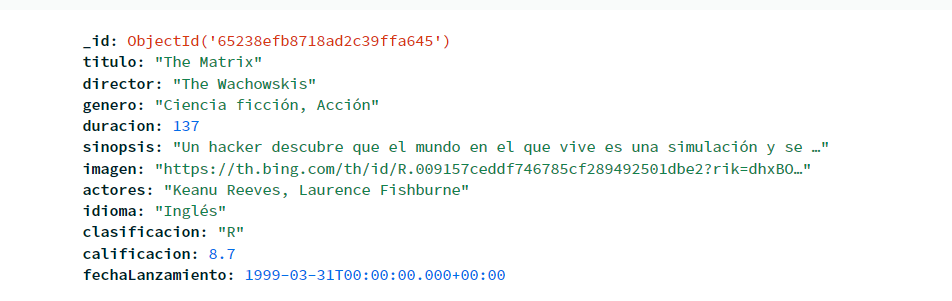 _id: ObjectId('65238efb8718ad2c39ffa645')
titulo: "The Matrix"
director: "The Wachowskis"
genero: "Ciencia ficción, Acción"
duracion: 137
sinopsis: "Un hacker descubre que el mundo en el que vive es una simulación y se …"
imagen: "https://th.bing.com/th/id/R.009157ceddf746785cf289492501dbe2?rik=dhxBO…"
actores: "Keanu Reeves, Laurence Fishburne"
idioma: "Inglés"
clasificacion: "R"
calificacion: 8.7
fechaLanzamiento: 1999-03-31T00:00:00.000+00:00